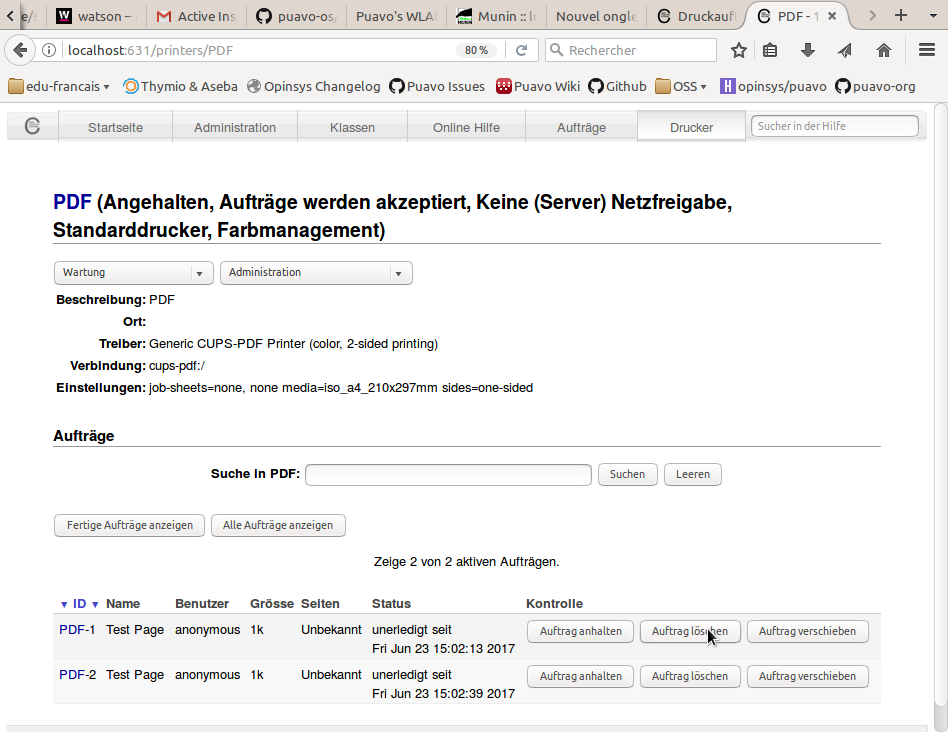 e/s watson – Active Ins puavo-os Puavo's WLA Munin :: lo Nouvel ongle Druckauft PDF - 1
localhost:631/printers/PDF 80% Rechercher
edu-francais Thymio & Aseba Opinsys Changelog Puavo Issues Puavo Wiki Github OSS opinsys/puavo puavo-org
Startseite Administration Klassen Online Hilfe Aufträge Drucker Sucher in der Hilfe
PDF (Angehalten, Aufträge werden akzeptiert, Keine (Server) Netzfreigabe,
Standarddrucker, Farbmanagement)
Wartung Administration
Beschreibung: PDF
Ort:
Treiber: Generic CUPS-PDF Printer (color, 2-sided printing)
Verbindung: cups-pdf:/
Einstellungen: job-sheets=none, none media=iso_a4_210x297mm sides=one-sided
Aufträge
Suche in PDF: Suchen Leeren
Fertige Aufträge anzeigen Alle Aufträge anzeigen
Zeige 2 von 2 aktiven Aufträgen.
▼ ID ▼ Name Benutzer Grösse Seiten Status Kontrolle
PDF-1 Test Page anonymous 1k Unbekannt unerledigt seit Auftrag anhalten Auftrag löschen Auftrag verschieben
Fri Jun 23 15:02:13 2017
PDF-2 Test Page anonymous 1k Unbekannt unerledigt seit Auftrag anhalten Auftrag löschen Auftrag verschieben
Fri Jun 23 15:02:39 2017